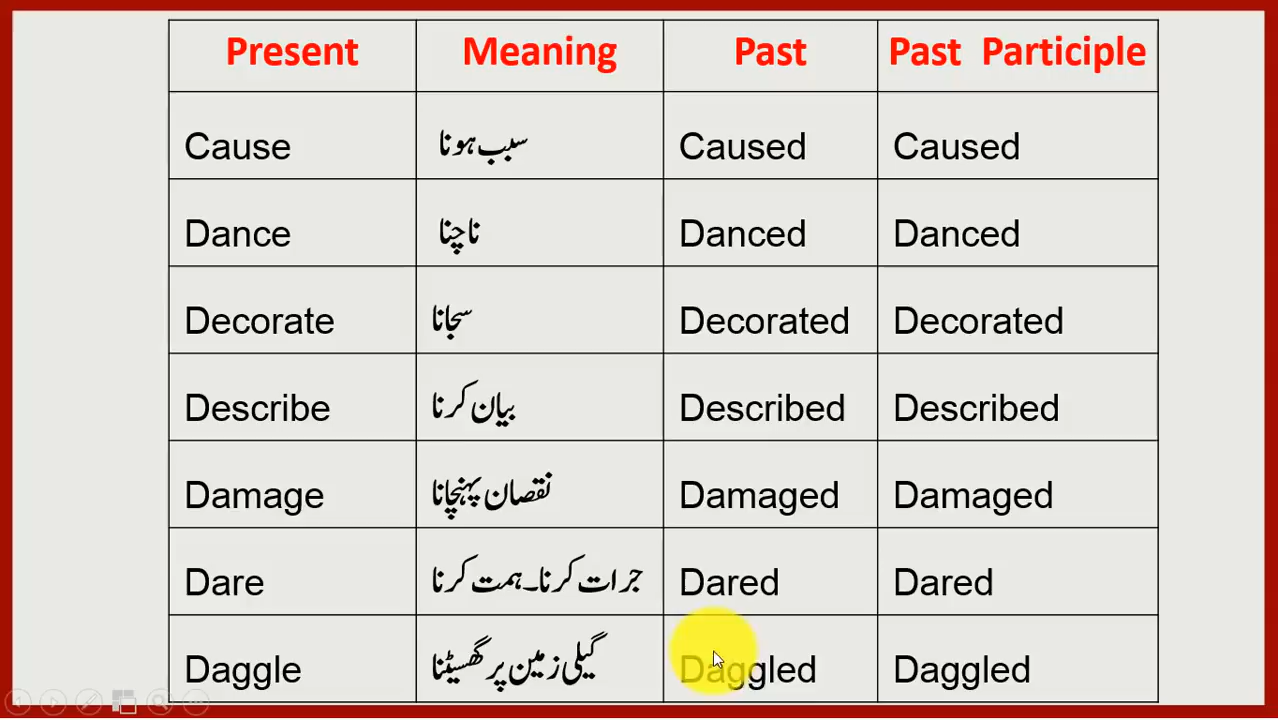 Present Meaning Past Past Participle
Cause سبب ہونا Caused Caused
Dance ناچنا Danced Danced
Decorate سجانا Decorated Decorated
Describe بیان کرنا Described Described
Damage نقصان پہنچانا Damaged Damaged
Dare جرات کرنا۔ہمت کرنا Dared Dared
Daggle گیلی زمین پر گھسیٹنا Daggled Daggled